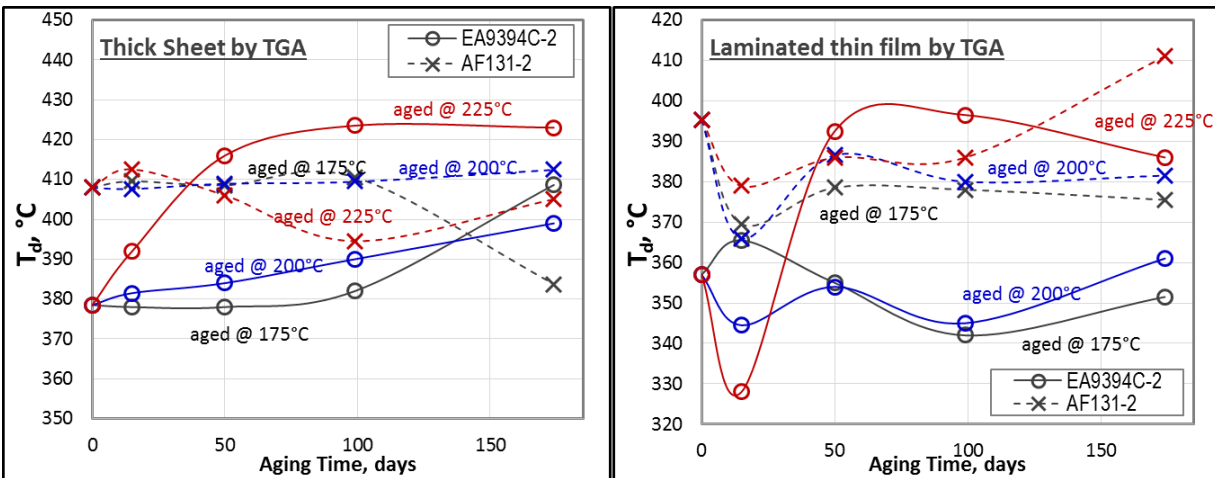 Thick Sheet by TGA
EA9394C-2
AF131-2
aged @ 225°C
aged @ 175°C
aged @ 200°C
aged @ 225°C
aged @ 200°C
aged @ 175°C
450
440
430
420
410
400
390
380
370
360
350
T_d, °C
0
50
100
150
Aging Time, days
Laminated thin film by TGA
aged @ 225°C
aged @ 200°C
aged @ 175°C
aged @ 200°C
aged @ 175°C
EA9394C-2
AF131-2
420
410
400
390
380
370
360
350
340
330
320
T_d, °C
0
50
100
150
Aging Time, days